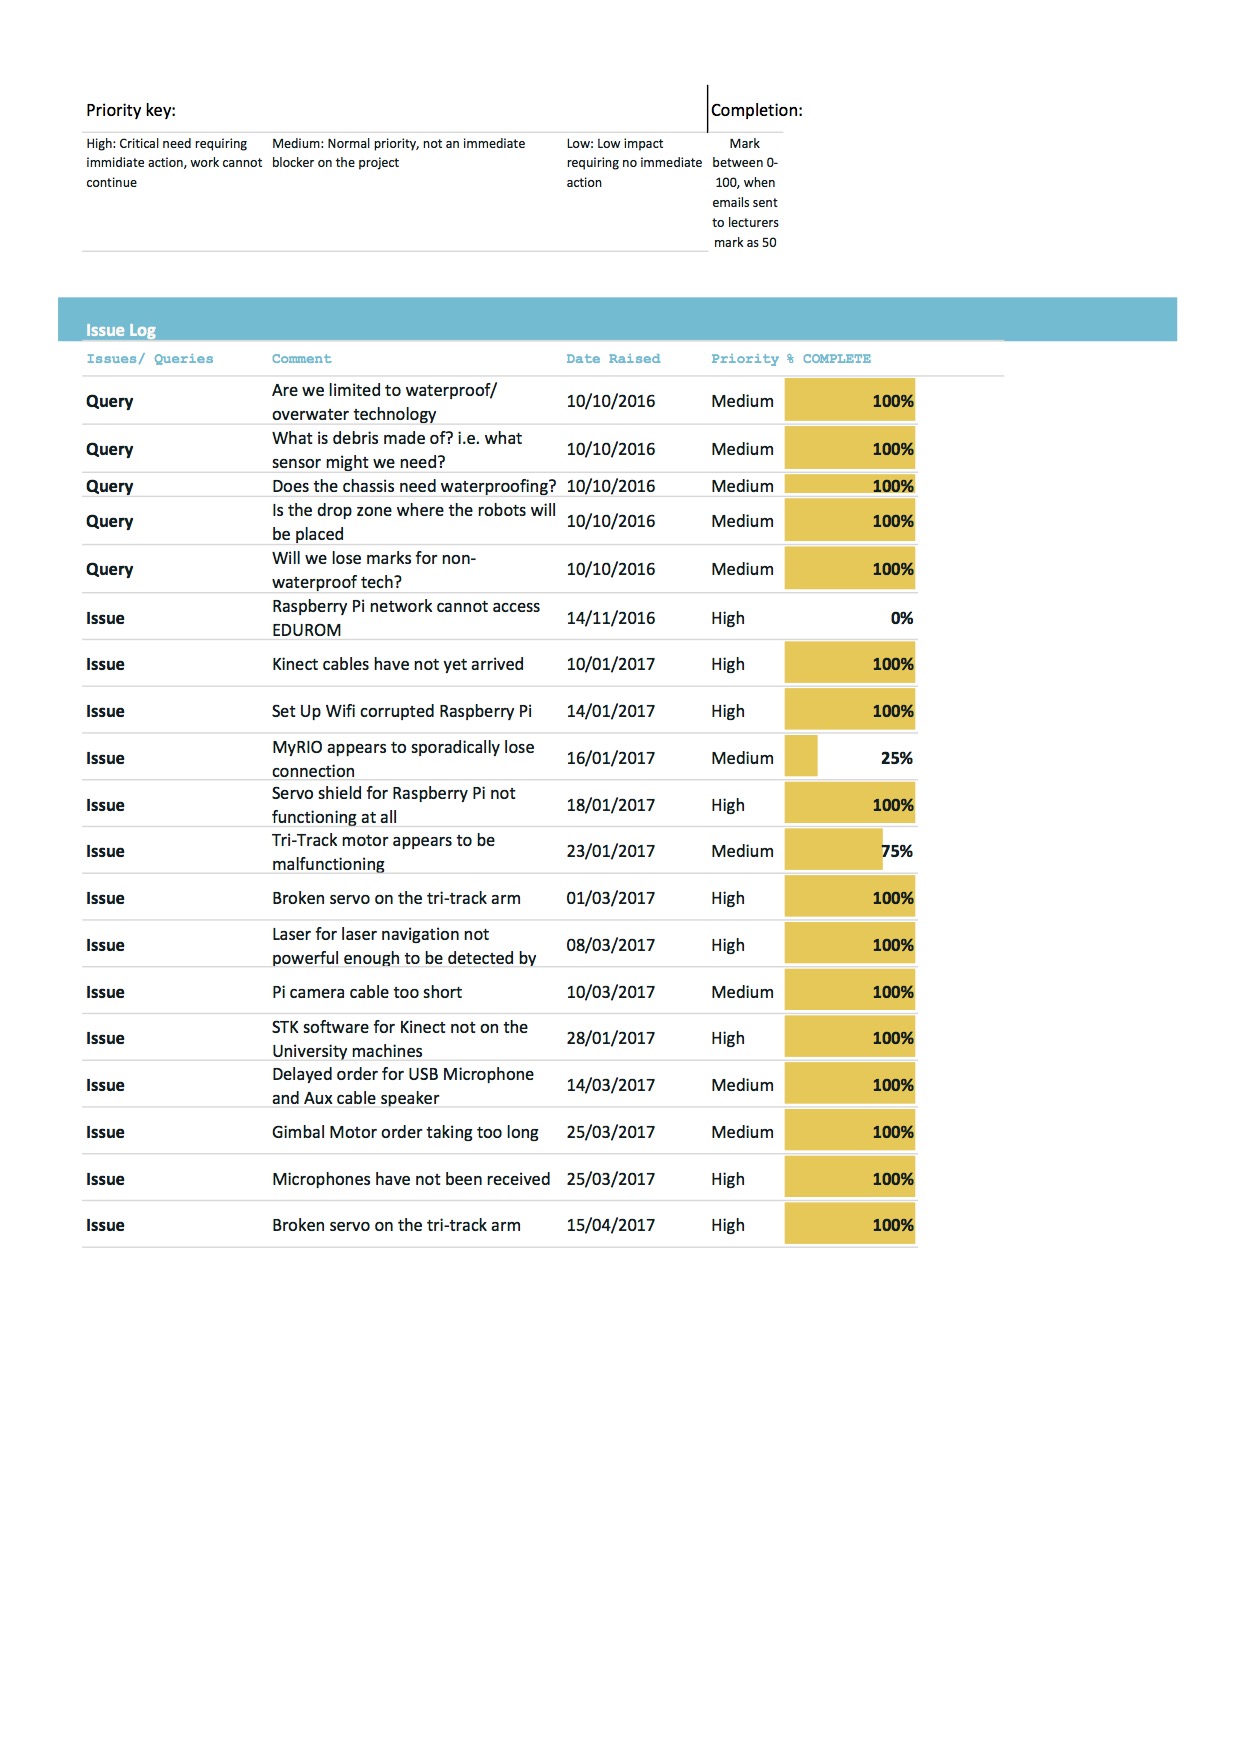 Priority key:
Completion:
High: Critical need requiring
immidiate action, work cannot
continue
Medium: Normal priority, not an immediate
blocker on the project
Low: Low impact
requiring no immediate
action
Mark
between 0-
100, when
emails sent
to lecturers
mark as 50
Issue Log
Issues/ Queries Comment Date Raised Priority % COMPLETE
Query Are we limited to waterproof/
overwater technology 10/10/2016 Medium 100%
Query What is debris made of? i.e. what
sensor might we need? 10/10/2016 Medium 100%
Query Does the chassis need waterproofing? 10/10/2016 Medium 100%
Query Is the drop zone where the robots will
be placed 10/10/2016 Medium 100%
Query Will we lose marks for non-
waterproof tech? 10/10/2016 Medium 100%
Issue Raspberry Pi network cannot access
EDUROM 14/11/2016 High 0%
Issue Kinect cables have not yet arrived 10/01/2017 High 100%
Issue Set Up Wifi corrupted Raspberry Pi 14/01/2017 High 100%
Issue MyRIO appears to sporadically lose
connection 16/01/2017 Medium 25%
Issue Servo shield for Raspberry Pi not
functioning at all 18/01/2017 High 100%
Issue Tri-Track motor appears to be
malfunctioning 23/01/2017 Medium 75%
Issue Broken servo on the tri-track arm 01/03/2017 High 100%
Issue Laser for laser navigation not
powerful enough to be detected by 08/03/2017 High 100%
Issue Pi camera cable too short 10/03/2017 Medium 100%
Issue STK software for Kinect not on the
University machines 28/01/2017 High 100%
Issue Delayed order for USB Microphone
and Aux cable speaker 14/03/2017 Medium 100%
Issue Gimbal Motor order taking too long 25/03/2017 Medium 100%
Issue Microphones have not been received 25/03/2017 High 100%
Issue Broken servo on the tri-track arm 15/04/2017 High 100%